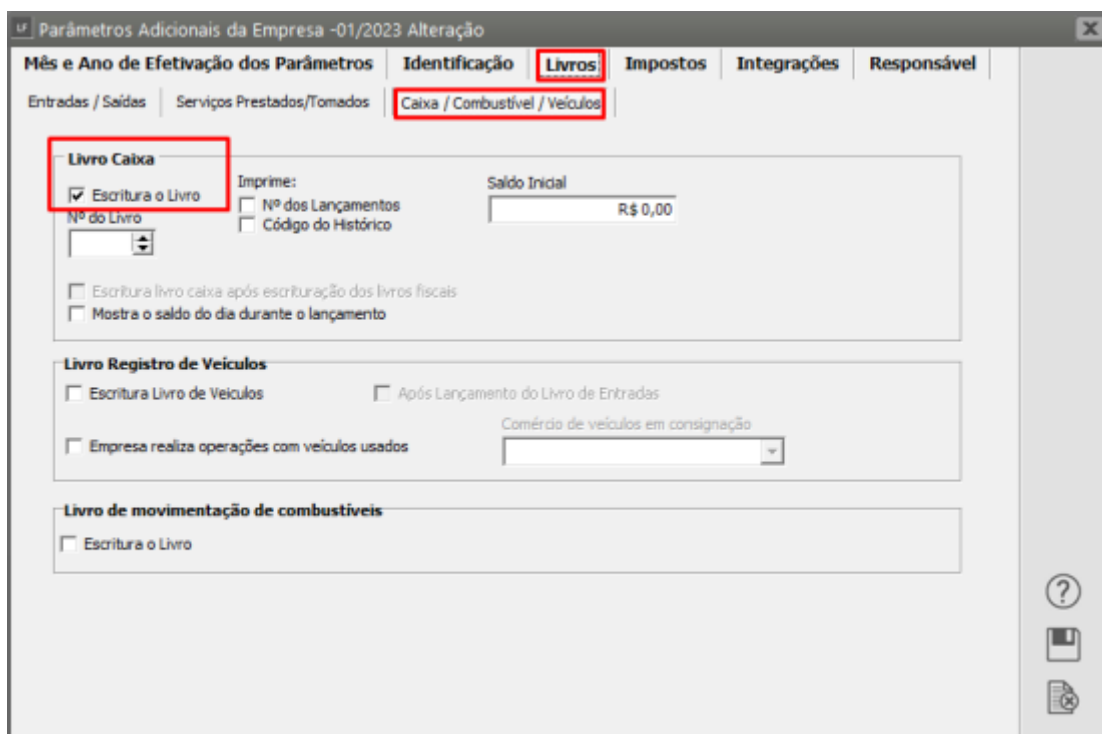 LF Parâmetros Adicionais da Empresa -01/2023 Alteração
Mês e Ano de Efetivação dos Parâmetros Identificação Livros Impostos Integrações Responsável
Entradas / Saídas Serviços Prestados/Tomados Caixa / Combustível / Veículos
Livro Caixa
Escritura o Livro
Imprime:
Saldo Inicial
Nº dos Lançamentos
R$ 0,00
Nº do Livro
Código do Histórico
Escritura livro caixa após escrituração dos livros fiscais
Mostra o saldo do dia durante o lançamento
Livro Registro de Veículos
Escritura Livro de Veiculos
Após Lançamento do Livro de Entradas
Comércio de veículos em consignação
Empresa realiza operações com veículos usados
Livro de movimentação de combustíveis
Escritura o Livro